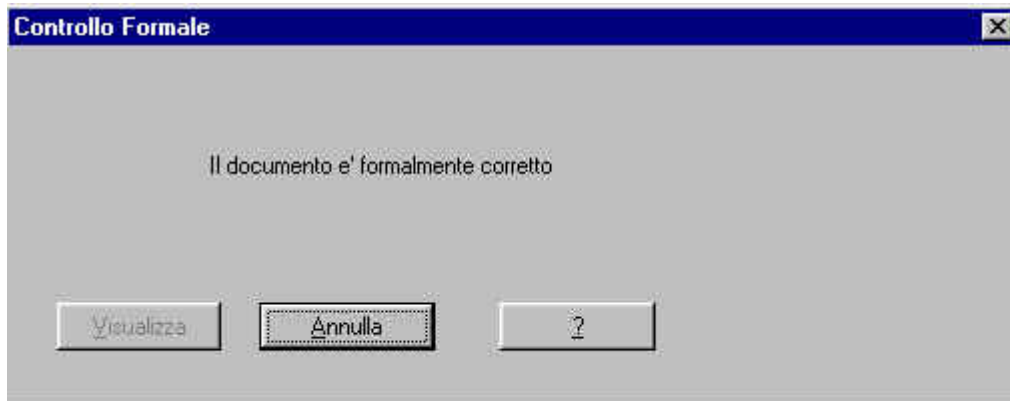 Controllo Formale
Il documento e' formalmente corretto
Visualizza Annulla ?